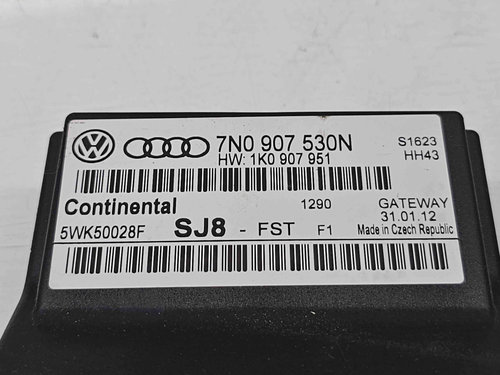 7N0 907 530N S1623
HW: 1K0 907 951 HH43
Continental 1290 GATEWAY
31.01.12
5WK50028F SJ8 - FST F1 Made in Czech Republic